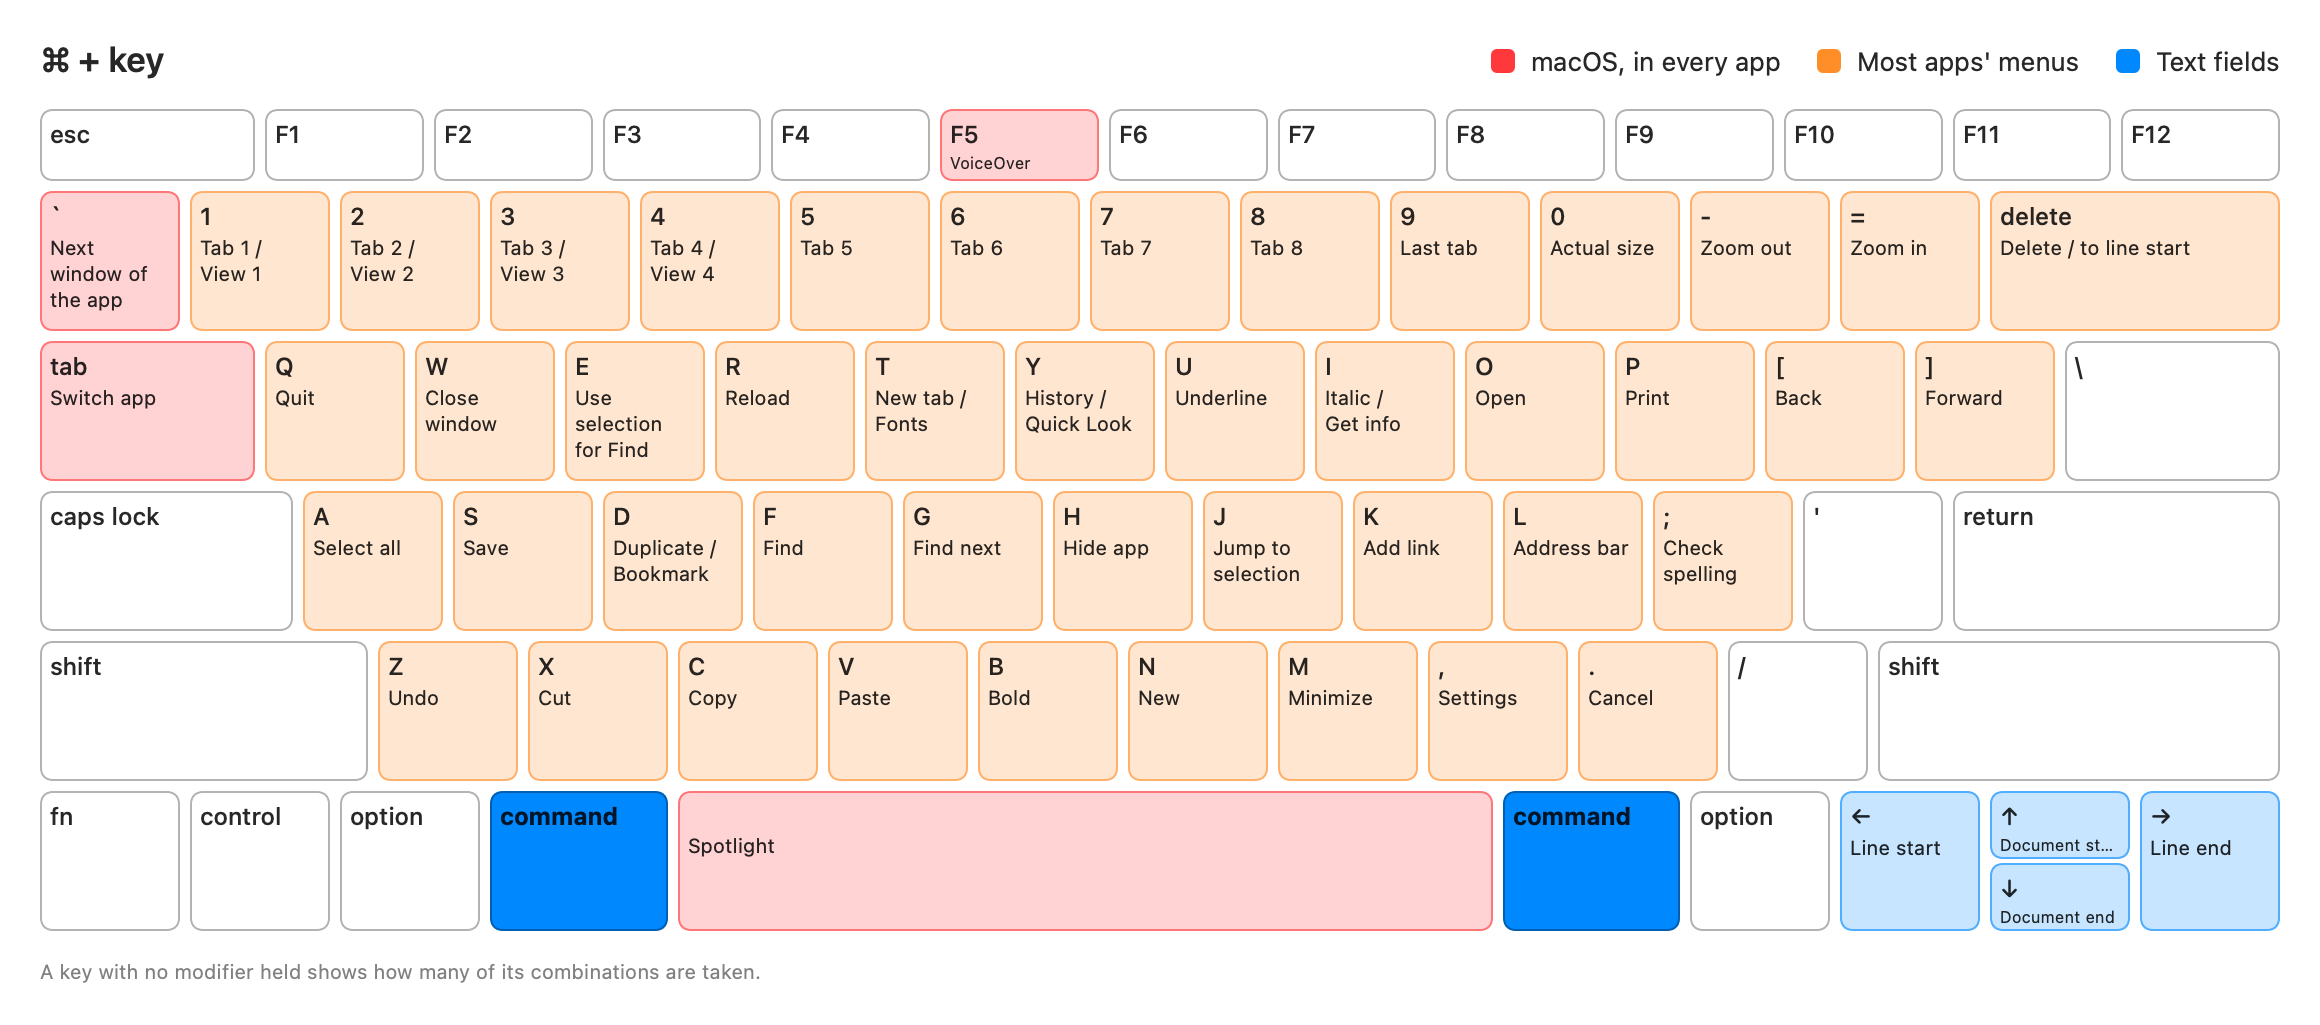 ⌘ + key
macOS, in every app
Most apps' menus
Text fields
esc
F1
F2
F3
F4
F5
VoiceOver
F6
F7
F8
F9
F10
F11
F12
`
Next
window of
the app
1
Tab 1 /
View 1
2
Tab 2 /
View 2
3
Tab 3 /
View 3
4
Tab 4 /
View 4
5
Tab 5
6
Tab 6
7
Tab 7
8
Tab 8
9
Last tab
0
Actual size
-
Zoom out
=
Zoom in
delete
Delete / to line start
tab
Switch app
Q
Quit
W
Close
window
E
Use
selection
for Find
R
Reload
T
New tab /
Fonts
Y
History /
Quick Look
U
Underline
I
Italic /
Get info
O
Open
P
Print
[
Back
]
Forward
\
caps lock
A
Select all
S
Save
D
Duplicate /
Bookmark
F
Find
G
Find next
H
Hide app
J
Jump to
selection
K
Add link
L
Address bar
;
Check
spelling
'
return
shift
Z
Undo
X
Cut
C
Copy
V
Paste
B
Bold
N
New
M
Minimize
,
Settings
.
Cancel
/
shift
fn
control
option
command
Spotlight
command
option
←
Line start
↑
Document st...
↓
Document end
→
Line end
A key with no modifier held shows how many of its combinations are taken.